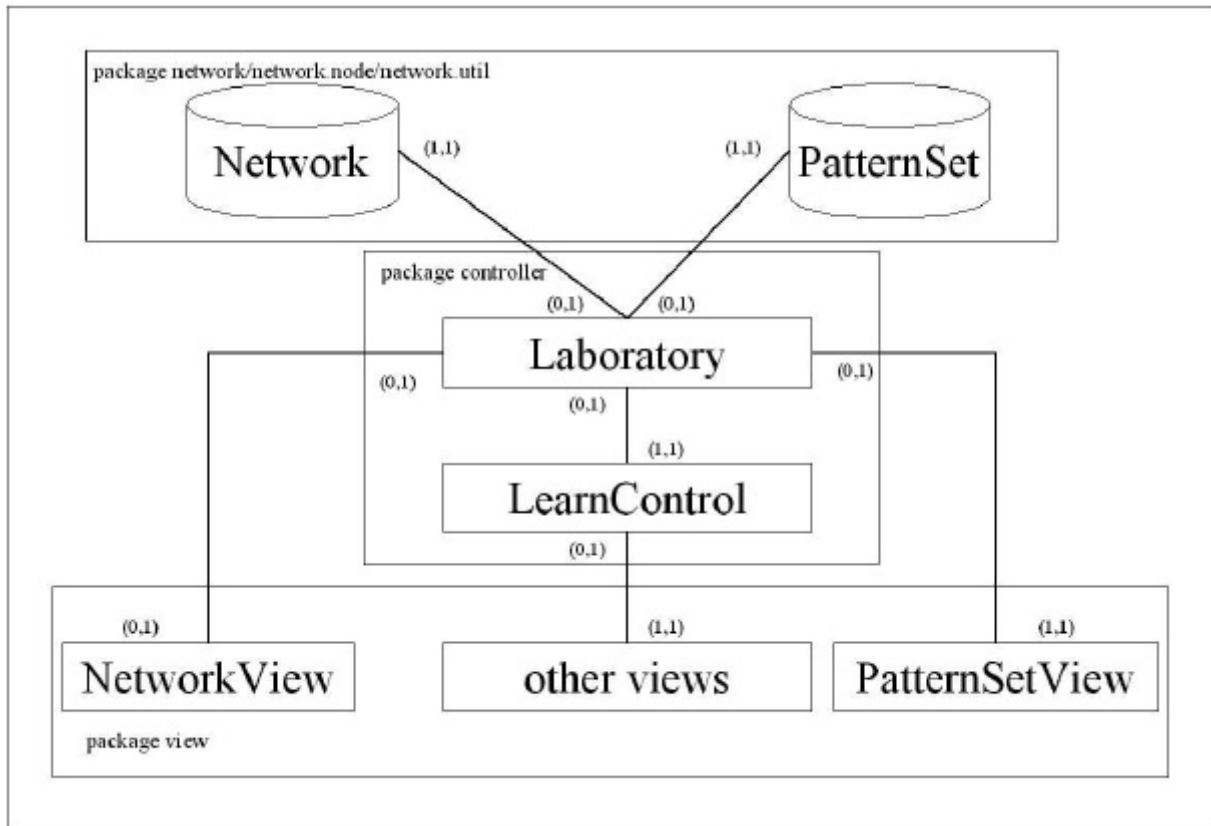 package network/network.node/network.util
Network
(1,1)
(1,1)
PatternSet
package controller
(0,1)
(0,1)
Laboratory
(0,1)
(0,1)
(0,1)
(1,1)
LearnControl
(0,1)
(0,1)
(1,1)
(1,1)
NetworkView
other views
PatternSetView
package view